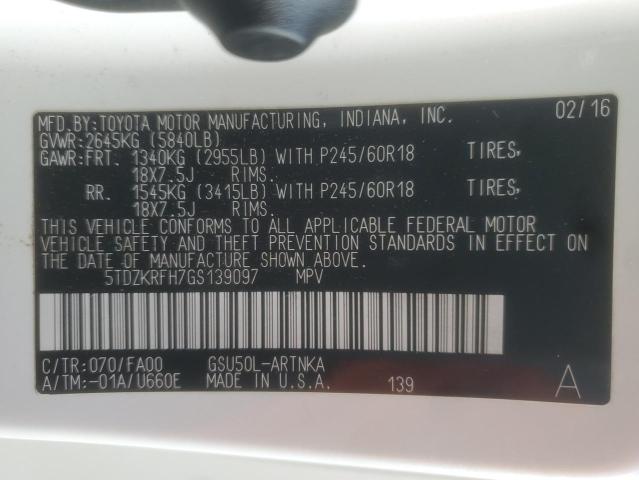 MFD.BY:TOYOTA MOTOR MANUFACTURING, INDIANA, INC. 02/16
GVWR:2645KG (5840LB)
GAWR:FRT. 1340KG (2955LB) WITH P245/60R18 TIRES,
18X7.5J RIMS.
RR. 1545KG (3415LB) WITH P245/60R18 TIRES,
18X7.5J RIMS.
THIS VEHICLE CONFORMS TO ALL APPLICABLE FEDERAL MOTOR
VEHICLE SAFETY AND THEFT PREVENTION STANDARDS IN EFFECT ON
THE DATE OF MANUFACTURE SHOWN ABOVE.
5TDZKRFH7GS139097 MPV
C/TR:070/FA00 GSU50L-ARTNKA
A/TM:-01A/U660E MADE IN U.S.A. 139 A